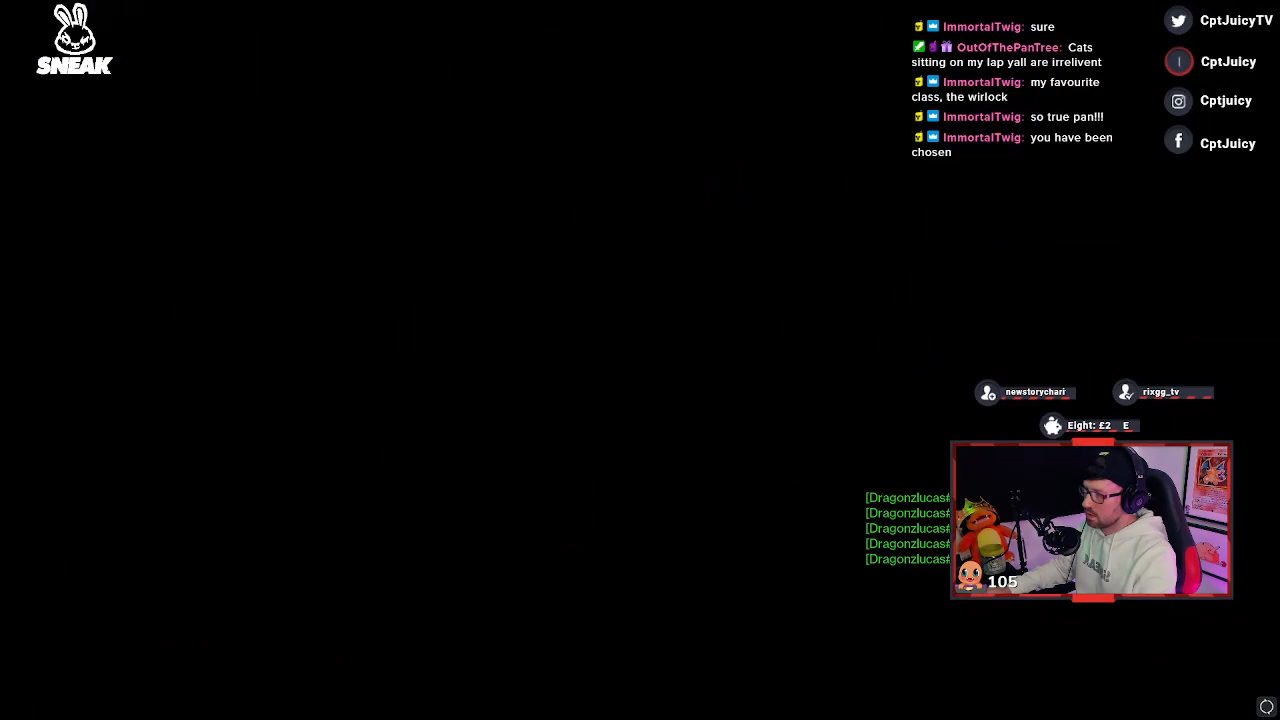 SNEAK
ImmortalTwig: sure
OutOfThePanTree: Cats
sitting on my lap yall are irrelivent
ImmortalTwig: my favourite
class, the wirlock
ImmortalTwig: so true pan!!!
ImmortalTwig: you have been
chosen
CptJuicyTV
CptJuicy
Cptjuicy
CptJuicy
newstorychari
rixgg_tv
Eight: £2 E
[Dragonzlucas#
[Dragonzlucas#
[Dragonzlucas#
[Dragonzlucas#
[Dragonzlucas#
105